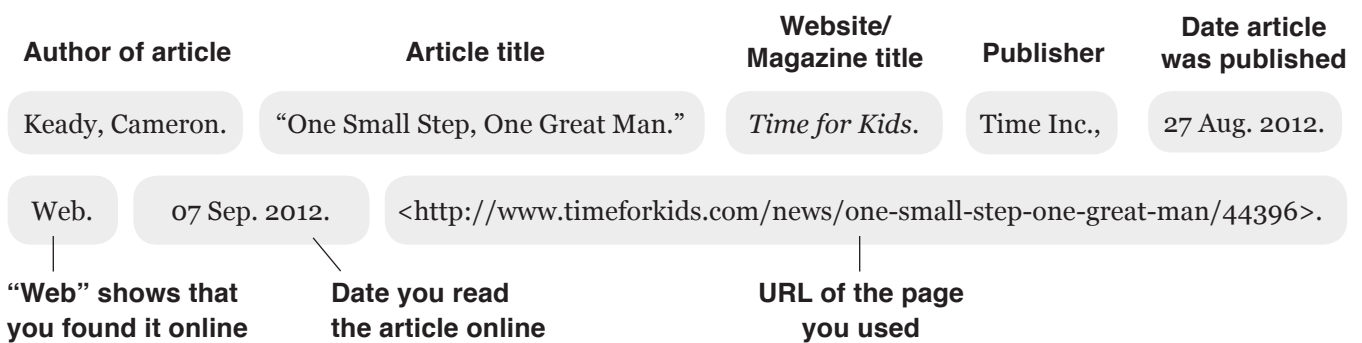 Author of article Article title Website/ Magazine title Publisher Date article was published
Keady, Cameron. “One Small Step, One Great Man.” Time for Kids. Time Inc., 27 Aug. 2012.
Web. 07 Sep. 2012. <http://www.timeforkids.com/news/one-small-step-one-great-man/44396>.
“Web” shows that
you found it online
Date you read
the article online
URL of the page
you used